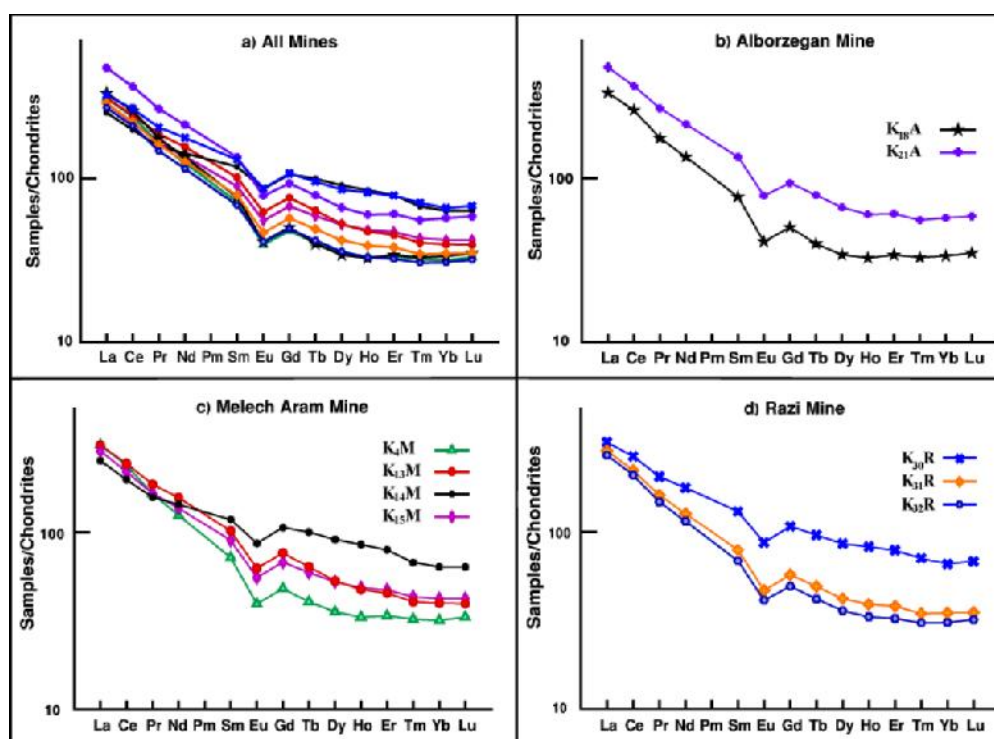 a) All Mines
Samples/Chondrites
100
10
La Ce Pr Nd Pm Sm Eu Gd Tb Dy Ho Er Tm Yb Lu
b) Alborzegan Mine
Samples/Chondrites
100
10
K₁₈A
K₂₁A
La Ce Pr Nd Pm Sm Eu Gd Tb Dy Ho Er Tm Yb Lu
c) Melech Aram Mine
Samples/Chondrites
100
10
K₄M
K₁₃M
K₁₄M
K₁₅M
La Ce Pr Nd Pm Sm Eu Gd Tb Dy Ho Er Tm Yb Lu
d) Razi Mine
Samples/Chondrites
100
10
K₃₀R
K₃₁R
K₃₂R
La Ce Pr Nd Pm Sm Eu Gd Tb Dy Ho Er Tm Yb Lu